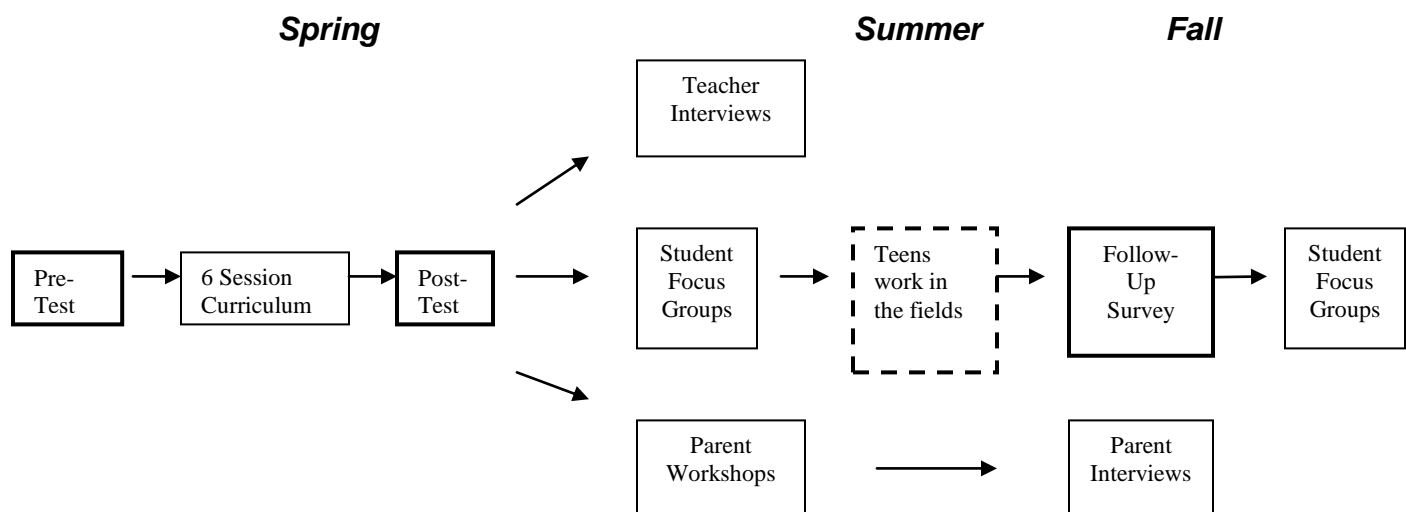 Spring
Summer
Fall
Teacher
Interviews
Pre-
Test
6 Session
Curriculum
Post-
Test
Student
Focus
Groups
Teens
work in
the fields
Follow-
Up
Survey
Student
Focus
Groups
Parent
Workshops
Parent
Interviews